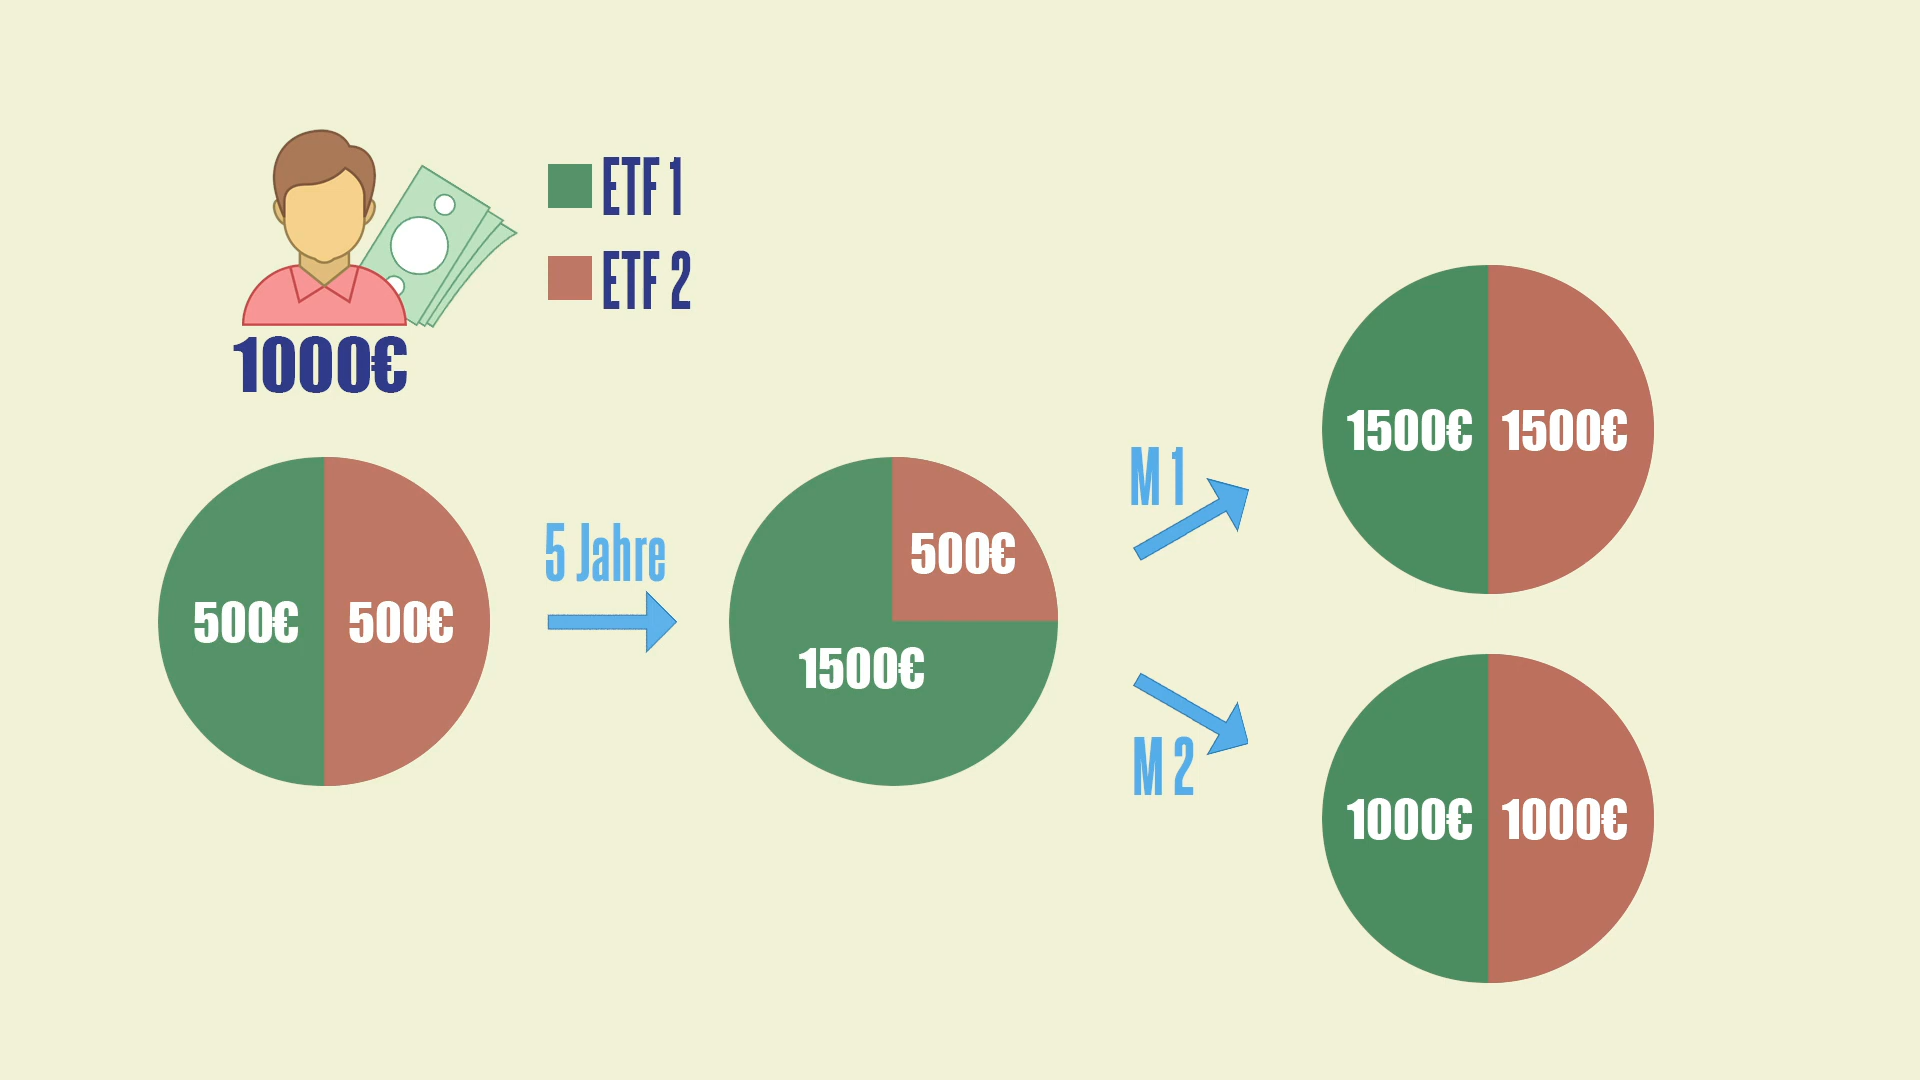 ETF 1
ETF 2
1000€
500€ 500€
5 Jahre
500€
1500€
M 1
1500€ 1500€
M 2
1000€ 1000€